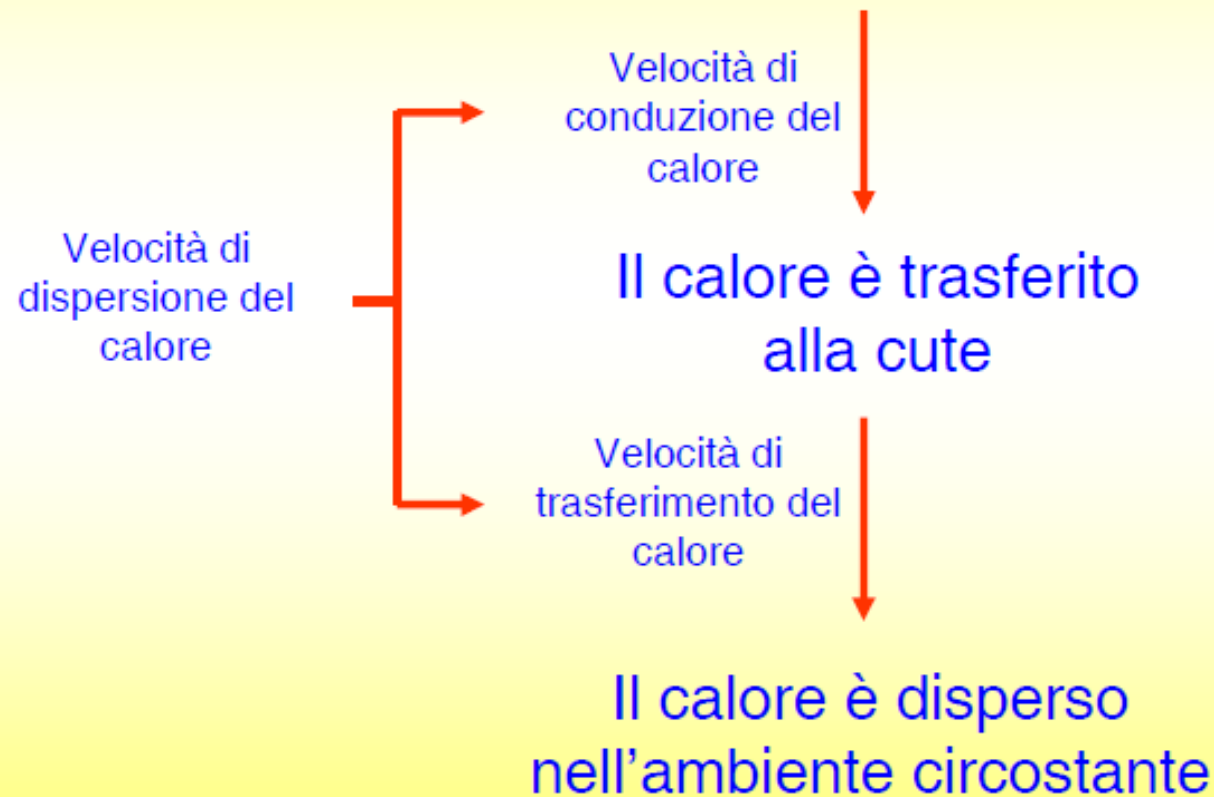 Velocità di
conduzione del
calore
Velocità di
dispersione del
calore
Il calore è trasferito
alla cute
Velocità di
trasferimento del
calore
Il calore è disperso
nell'ambiente circostante